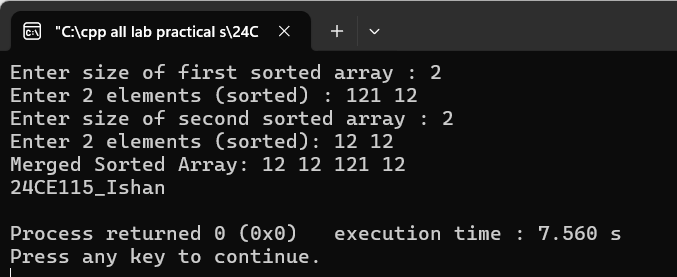 "C:\cpp all lab practical s\24C
Enter size of first sorted array : 2
Enter 2 elements (sorted) : 121 12
Enter size of second sorted array : 2
Enter 2 elements (sorted): 12 12
Merged Sorted Array: 12 12 121 12
24CE115_Ishan
Process returned 0 (0x0)   execution time : 7.560 s
Press any key to continue.